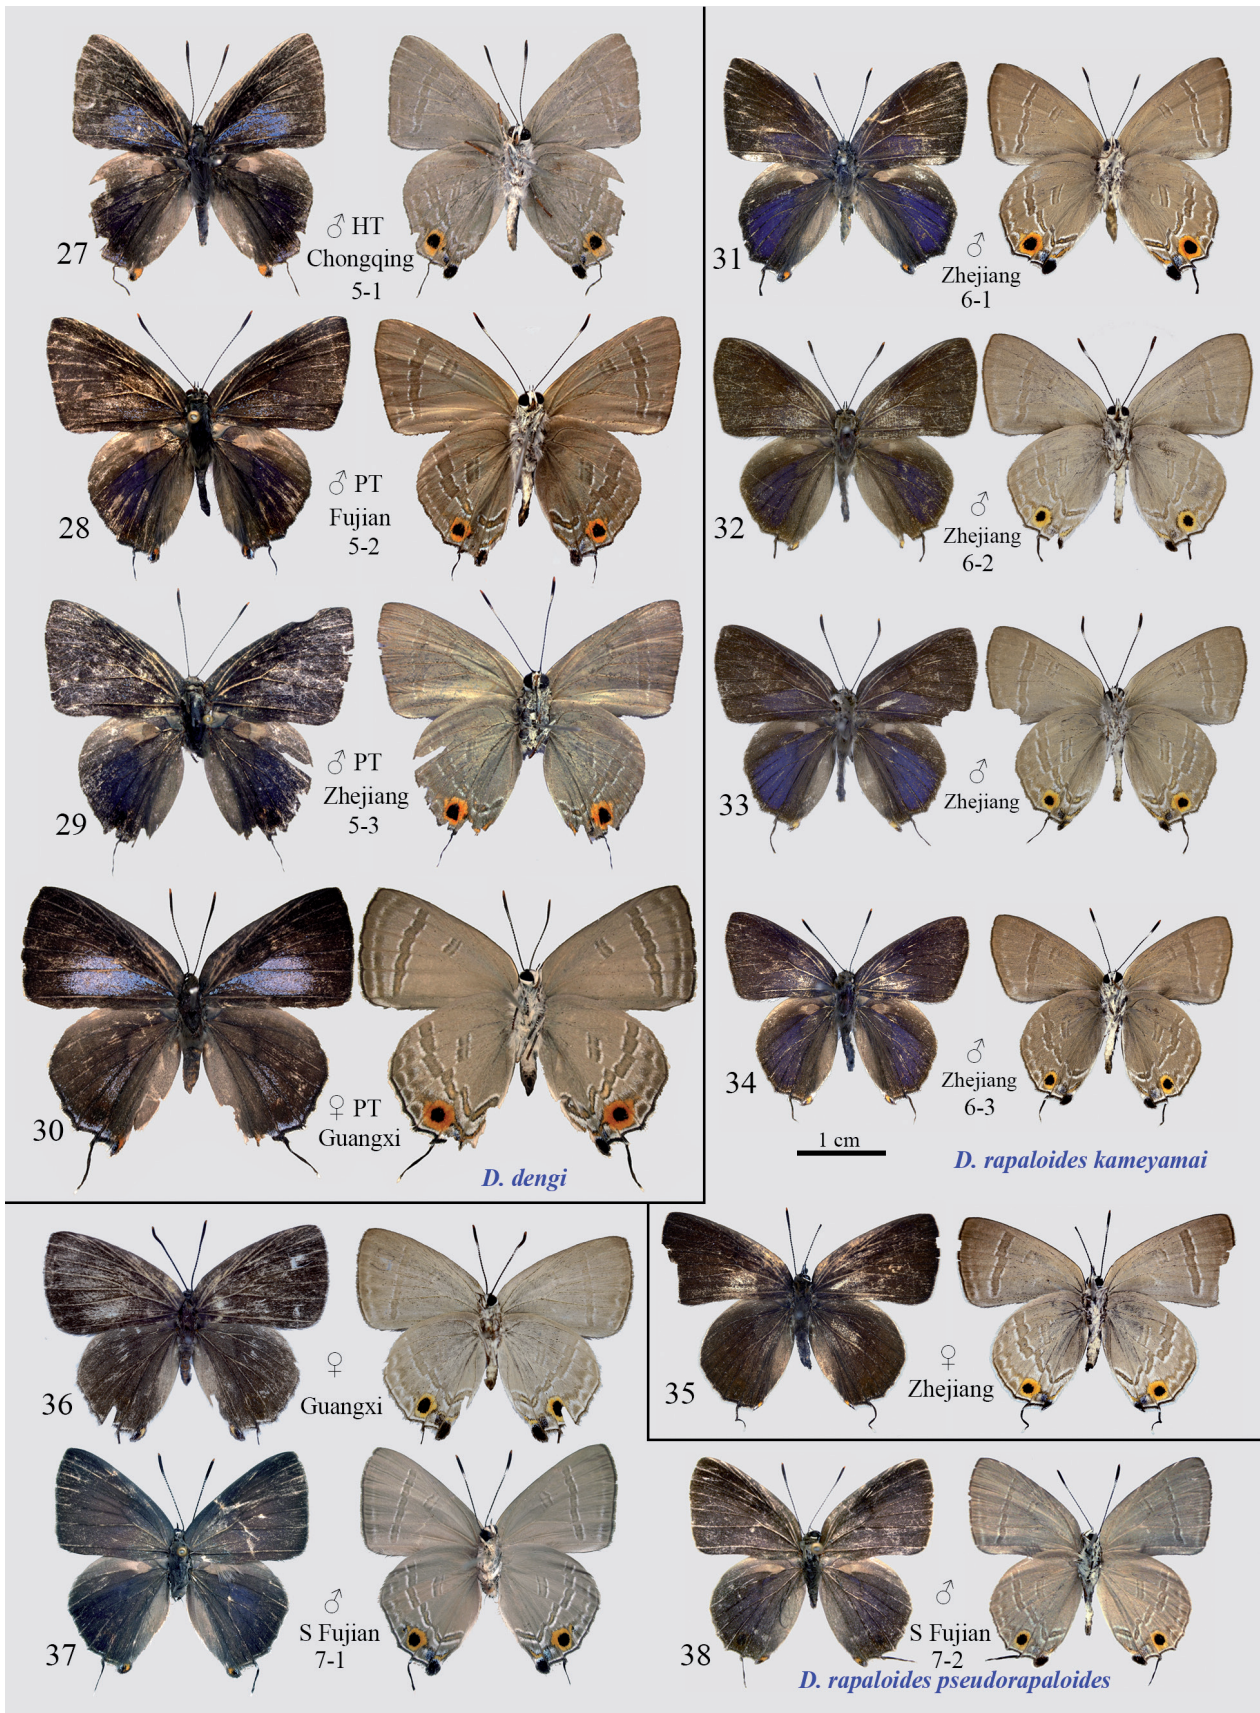 27
♂ HT
Chongqing
5-1
28
♂ PT
Fujian
5-2
29
♂ PT
Zhejiang
5-3
30
♀ PT
Guangxi
D. dengi
31
♂
Zhejiang
6-1
32
♂
Zhejiang
6-2
33
♂
Zhejiang
34
♂
Zhejiang
6-3
1 cm
D. rapaloides kameyamai
35
♀
Zhejiang
36
♀
Guangxi
37
♂
S Fujian
7-1
38
♂
S Fujian
7-2
D. rapaloides pseudorapaloides